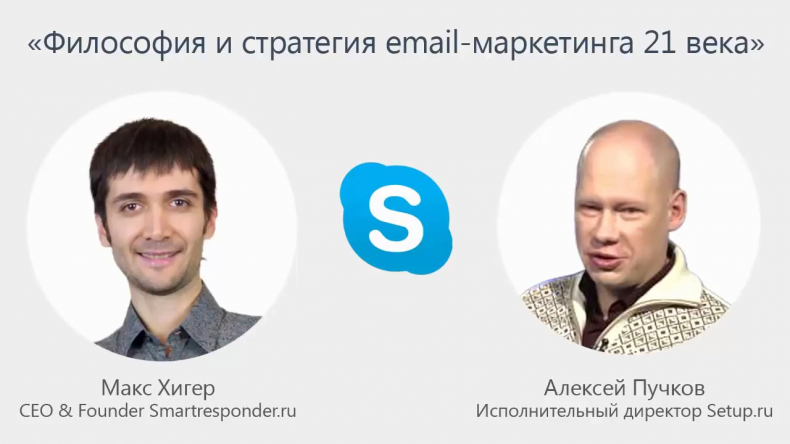 «Философия и стратегия email-маркетинга 21 века»
S
Макс Хигер
CEO & Founder Smartresponder.ru
Алексей Пучков
Исполнительный директор Setup.ru